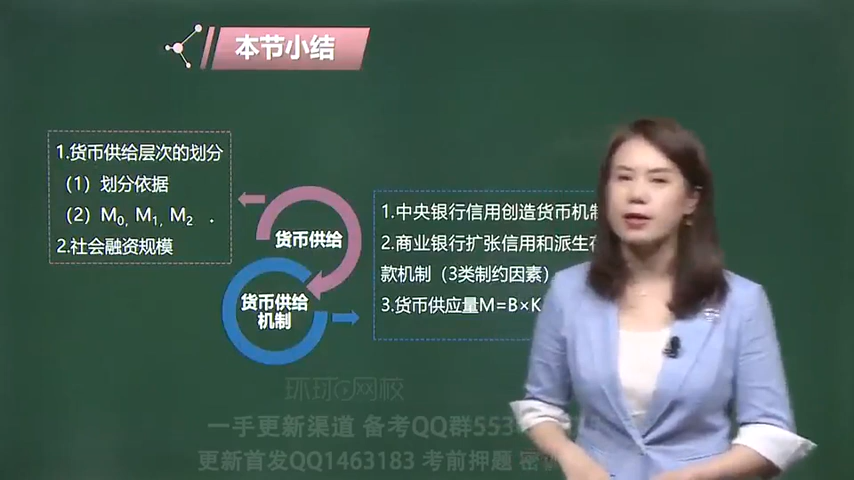 本节小结
1.货币供给层次的划分
（1）划分依据
（2）M₀, M₁, M₂ .
2.社会融资规模
货币供给
货币供给
机制
1.中央银行信用创造货币机制
2.商业银行扩张信用和派生存
款机制（3类制约因素）
3.货币供应量M=B×K
环球网校
一手更新渠道 备考QQ群553
更新首发QQ1463183 考前押题 密